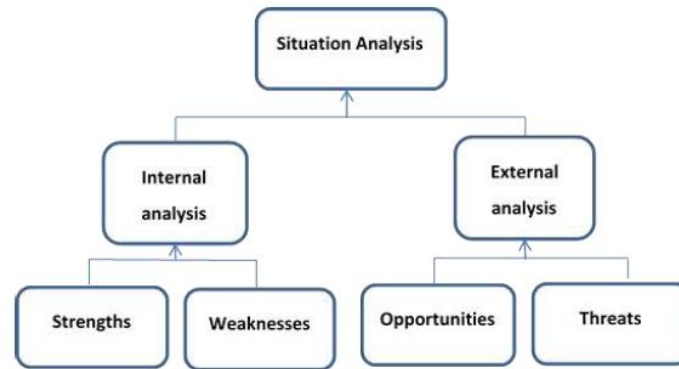 Situation Analysis
Internal
analysis
External
analysis
Strengths
Weaknesses
Opportunities
Threats